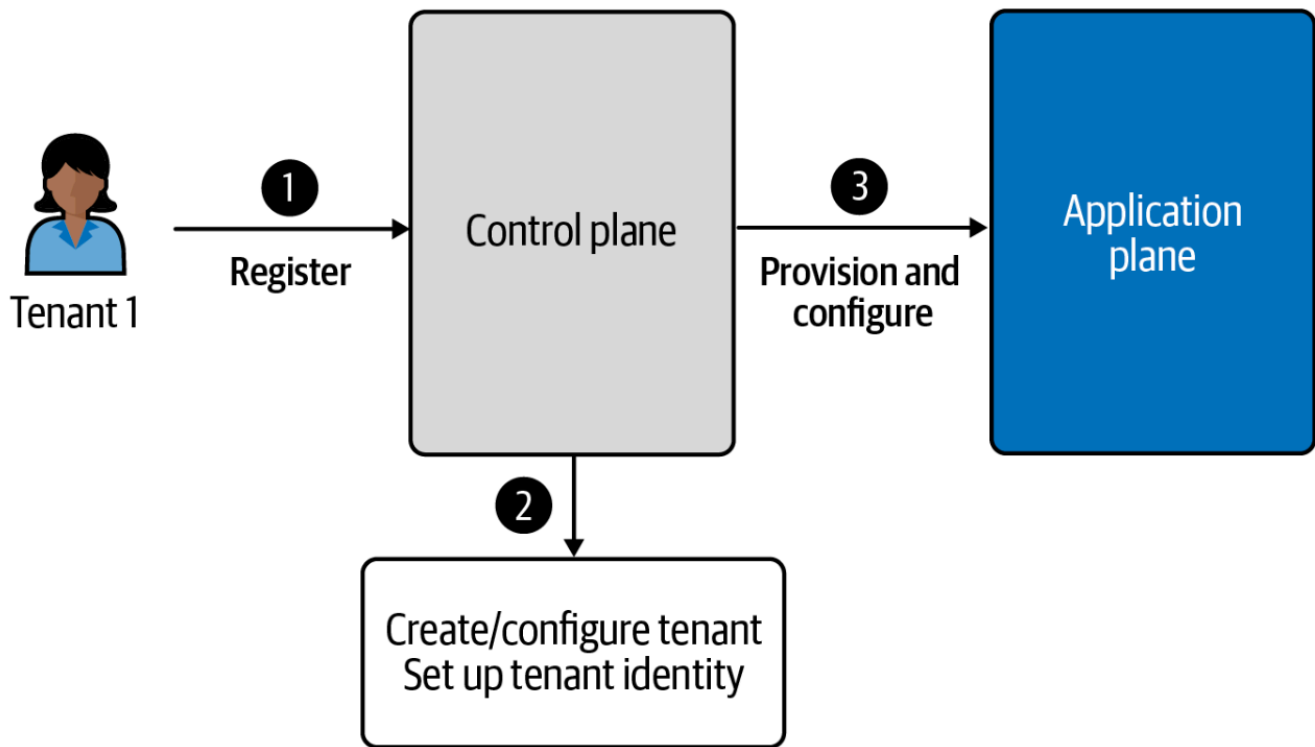 Tenant 1
1
Register
Control plane
2
Create/configure tenant
Set up tenant identity
3
Provision and
configure
Application
plane